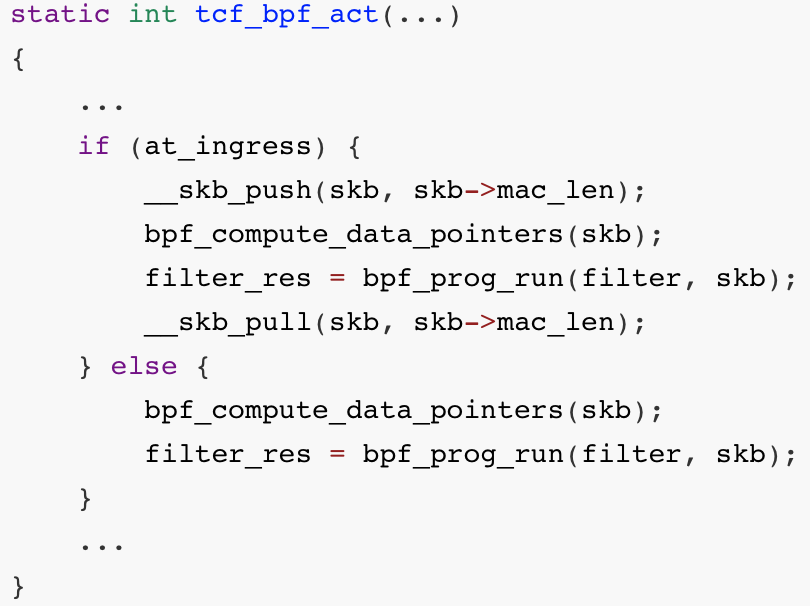 static int tcf_bpf_act(...)
{
    ...
    if (at_ingress) {
        __skb_push(skb, skb->mac_len);
        bpf_compute_data_pointers(skb);
        filter_res = bpf_prog_run(filter, skb);
        __skb_pull(skb, skb->mac_len);
    } else {
        bpf_compute_data_pointers(skb);
        filter_res = bpf_prog_run(filter, skb);
    }
    ...
}